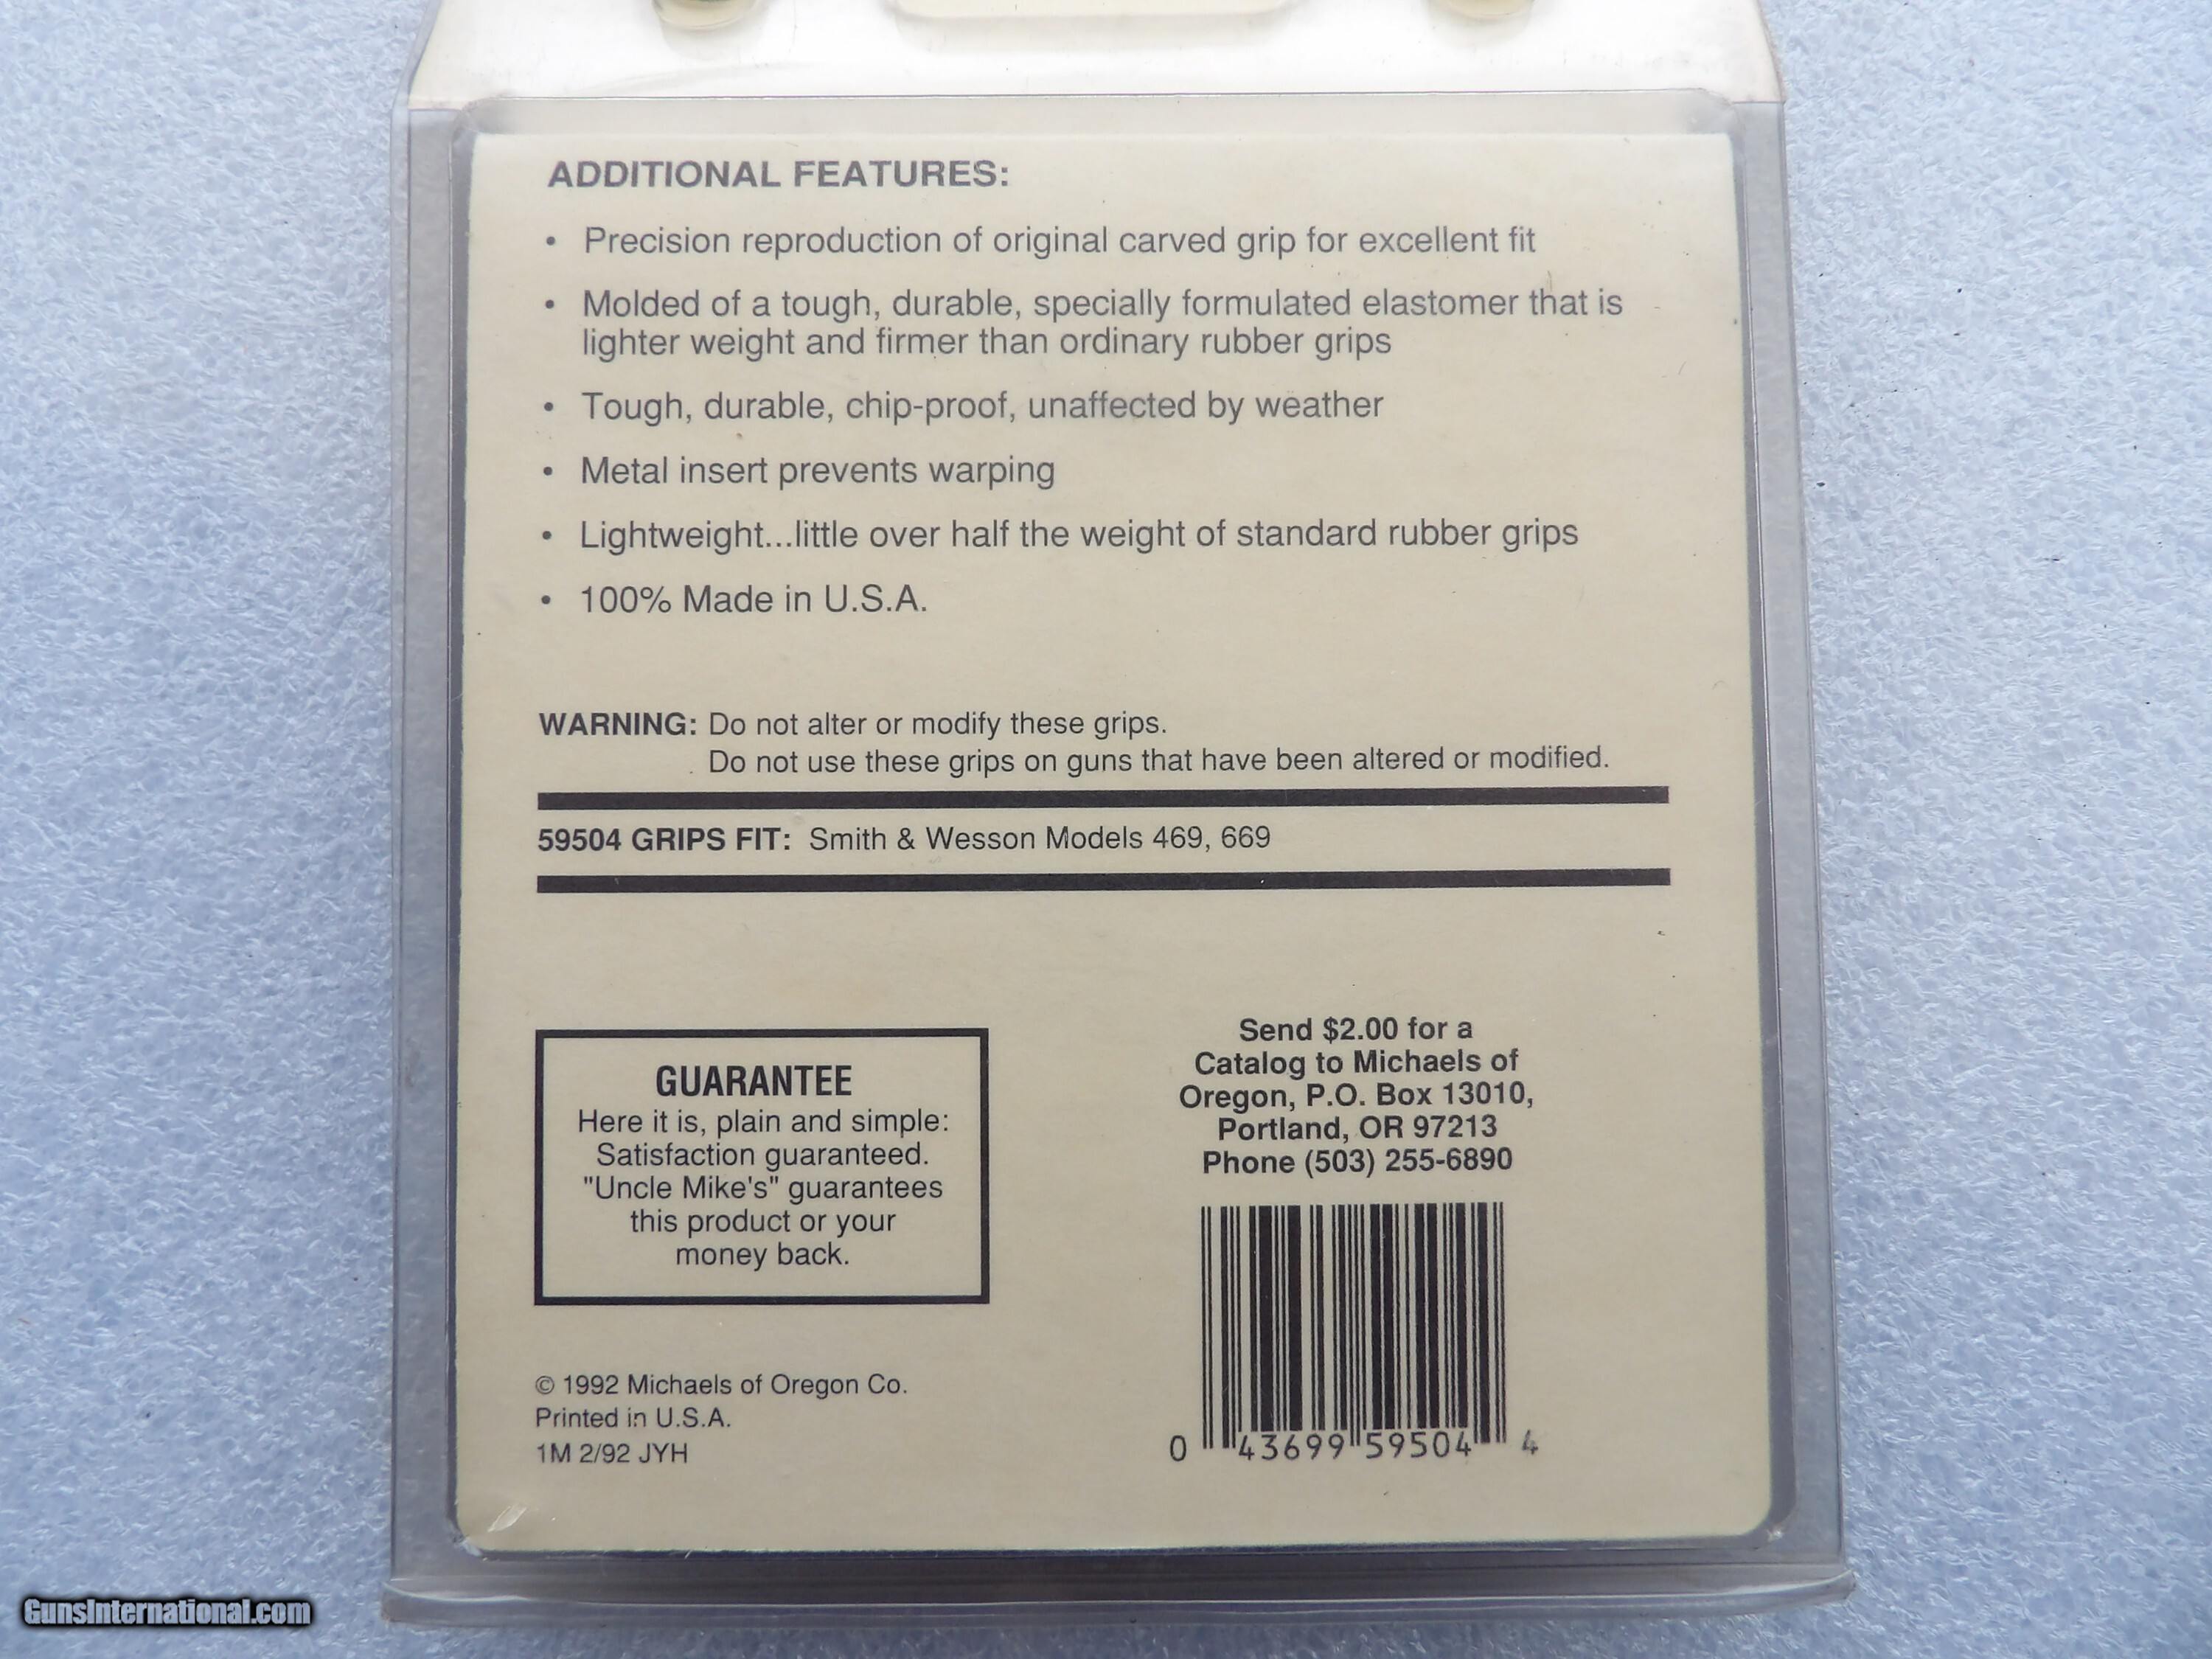 ADDITIONAL FEATURES:
• Precision reproduction of original carved grip for excellent fit
• Molded of a tough, durable, specially formulated elastomer that is
lighter weight and firmer than ordinary rubber grips
• Tough, durable, chip-proof, unaffected by weather
• Metal insert prevents warping
• Lightweight...little over half the weight of standard rubber grips
• 100% Made in U.S.A.
WARNING: Do not alter or modify these grips.
Do not use these grips on guns that have been altered or modified.
59504 GRIPS FIT: Smith & Wesson Models 469, 669
GUARANTEE
Here it is, plain and simple:
Satisfaction guaranteed.
"Uncle Mike's" guarantees
this product or your
money back.
Send $2.00 for a
Catalog to Michaels of
Oregon, P.O. Box 13010,
Portland, OR 97213
Phone (503) 255-6890
0 43699 59504 4
© 1992 Michaels of Oregon Co.
Printed in U.S.A.
1M 2/92 JYH
GunsInternational.com